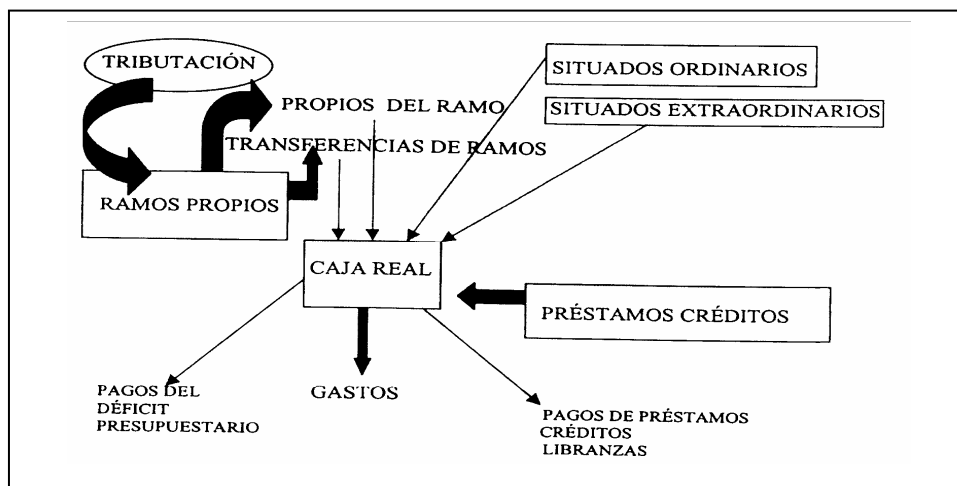 TRIBUTACIÓN
SITUADOS ORDINARIOS
PROPIOS DEL RAMO
SITUADOS EXTRAORDINARIOS
TRANSFERENCIAS DE RAMOS
RAMOS PROPIOS
CAJA REAL
PRÉSTAMOS CRÉDITOS
PAGOS DEL
DÉFICIT
PRESUPUESTARIO
GASTOS
PAGOS DE PRÉSTAMOS
CRÉDITOS
LIBRANZAS